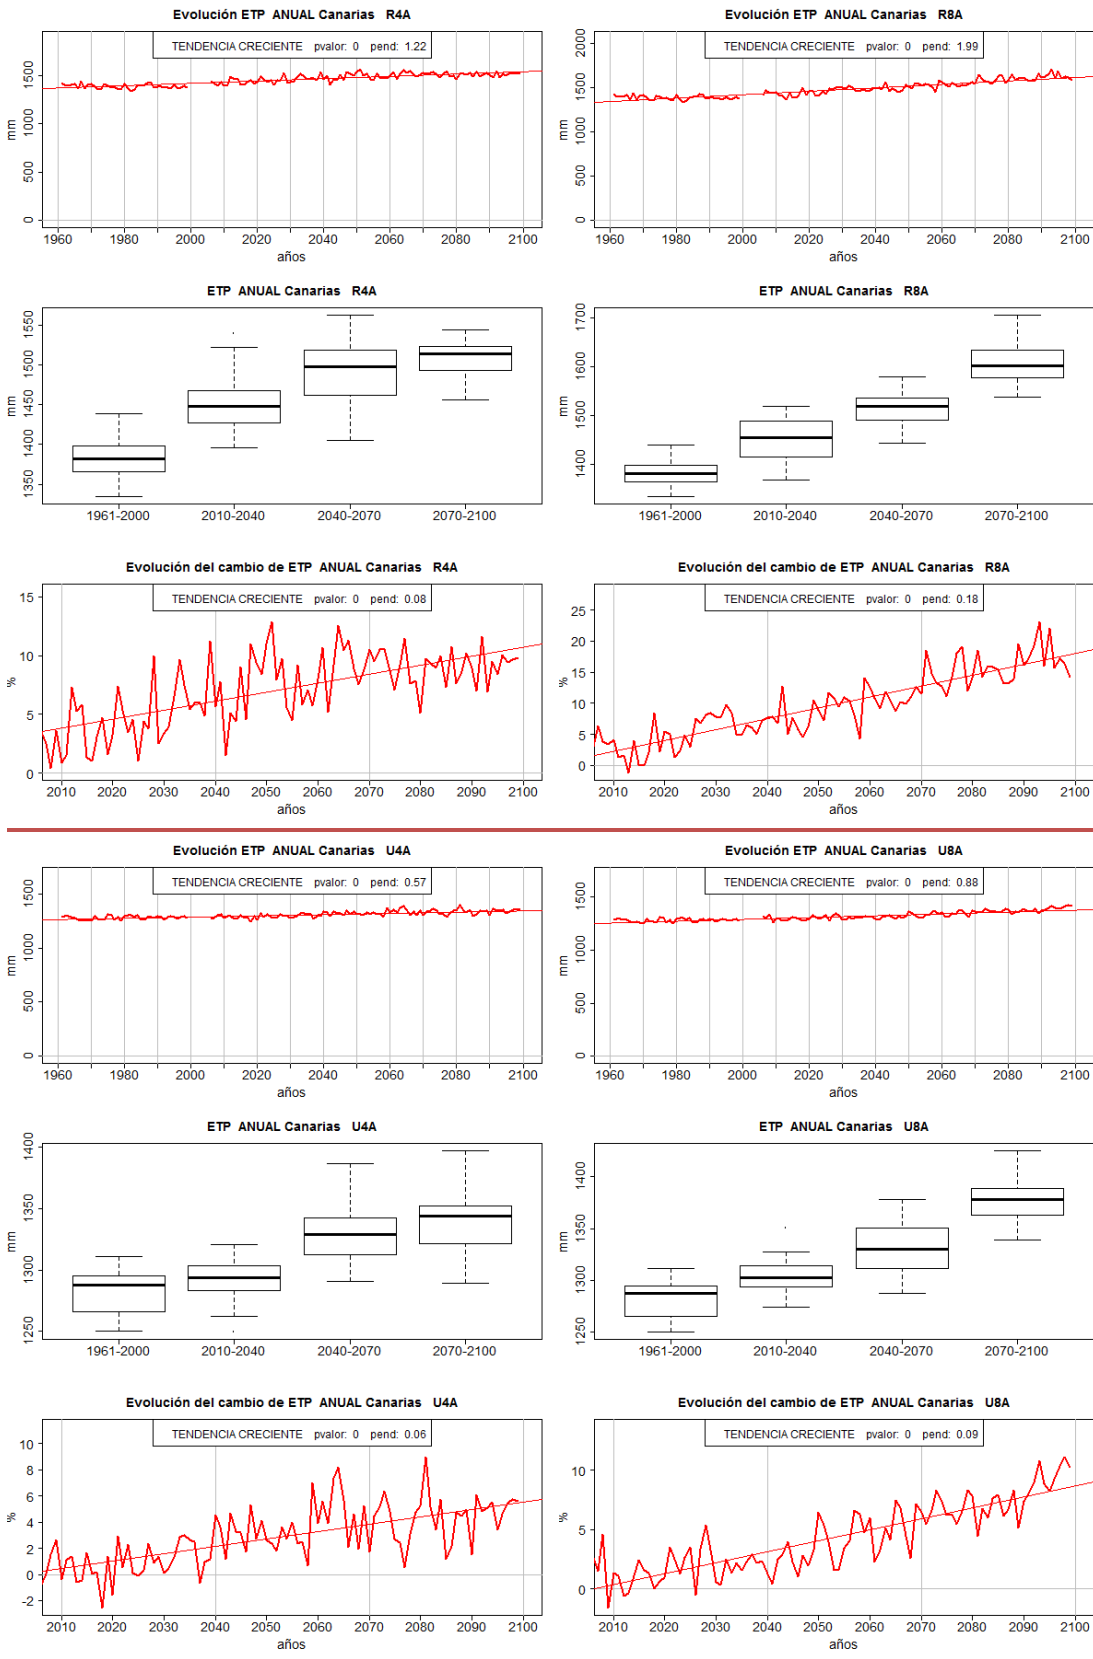 Evolución ETP ANUAL Canarias R4A
TENDENCIA CRECIENTE pvalor: 0 pend: 1.22
mm
0 500 1000 1500
1960 1980 2000 2020 2040 2060 2080 2100
años
Evolución ETP ANUAL Canarias R8A
TENDENCIA CRECIENTE pvalor: 0 pend: 1.99
mm
0 500 1000 1500 2000
1960 1980 2000 2020 2040 2060 2080 2100
años
ETP ANUAL Canarias R4A
mm
1350 1400 1450 1500 1550
1961-2000 2010-2040 2040-2070 2070-2100
ETP ANUAL Canarias R8A
mm
1400 1500 1600 1700
1961-2000 2010-2040 2040-2070 2070-2100
Evolución del cambio de ETP ANUAL Canarias R4A
TENDENCIA CRECIENTE pvalor: 0 pend: 0.08
%
15
10
5
0
2010 2020 2030 2040 2050 2060 2070 2080 2090 2100
años
Evolución del cambio de ETP ANUAL Canarias R8A
TENDENCIA CRECIENTE pvalor: 0 pend: 0.18
%
25
20
15
10
5
0
2010 2020 2030 2040 2050 2060 2070 2080 2090 2100
años
Evolución ETP ANUAL Canarias U4A
TENDENCIA CRECIENTE pvalor: 0 pend: 0.57
mm
0 500 1000 1500
1960 1980 2000 2020 2040 2060 2080 2100
años
Evolución ETP ANUAL Canarias U8A
TENDENCIA CRECIENTE pvalor: 0 pend: 0.88
mm
0 500 1000 1500
1960 1980 2000 2020 2040 2060 2080 2100
años
ETP ANUAL Canarias U4A
mm
1250 1300 1350 1400
1961-2000 2010-2040 2040-2070 2070-2100
ETP ANUAL Canarias U8A
mm
1250 1300 1350 1400
1961-2000 2010-2040 2040-2070 2070-2100
Evolución del cambio de ETP ANUAL Canarias U4A
TENDENCIA CRECIENTE pvalor: 0 pend: 0.06
%
10
8
6
4
2
0
-2
2010 2020 2030 2040 2050 2060 2070 2080 2090 2100
años
Evolución del cambio de ETP ANUAL Canarias U8A
TENDENCIA CRECIENTE pvalor: 0 pend: 0.09
%
10
5
0
2010 2020 2030 2040 2050 2060 2070 2080 2090 2100
años